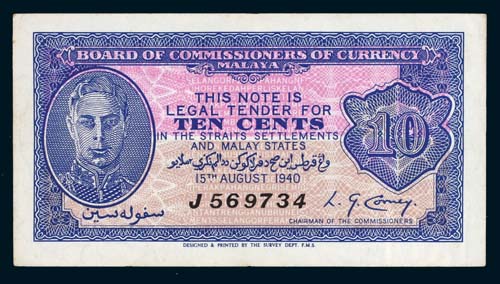 BOARD OF COMMISSIONERS OF CURRENCY
MALAYA
THIS NOTE IS
LEGAL TENDER FOR
TEN CENTS
IN THE STRAITS SETTLEMENTS
AND MALAY STATES
10
15TH AUGUST 1940
J 569734
سفوله سين
CHAIRMAN OF THE COMMISSIONERS
DESIGNED & PRINTED BY THE SURVEY DEPT. F.M.S.